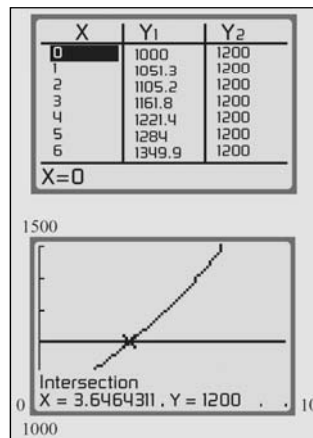 X Y1 Y2
0 1000 1200
1 1051.3 1200
2 1105.2 1200
3 1161.8 1200
4 1221.4 1200
5 1284 1200
6 1349.9 1200
X=0
1500
Intersection
0 X = 3.6464311 . Y = 1200 . . 10
1000